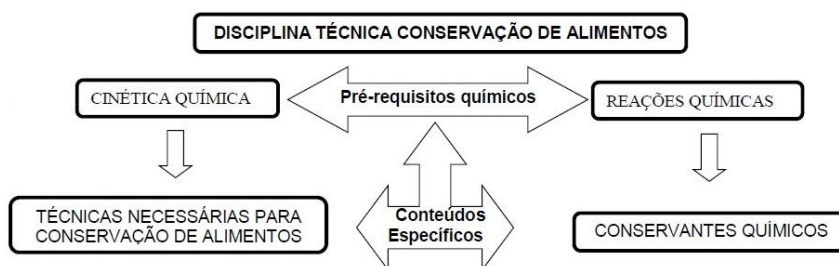 DISCIPLINA TÉCNICA CONSERVAÇÃO DE ALIMENTOS
CINÉTICA QUÍMICA
Pré-requisitos químicos
REAÇÕES QUÍMICAS
TÉCNICAS NECESSÁRIAS PARA
CONSERVAÇÃO DE ALIMENTOS
Conteúdos
Específicos
CONSERVANTES QUÍMICOS